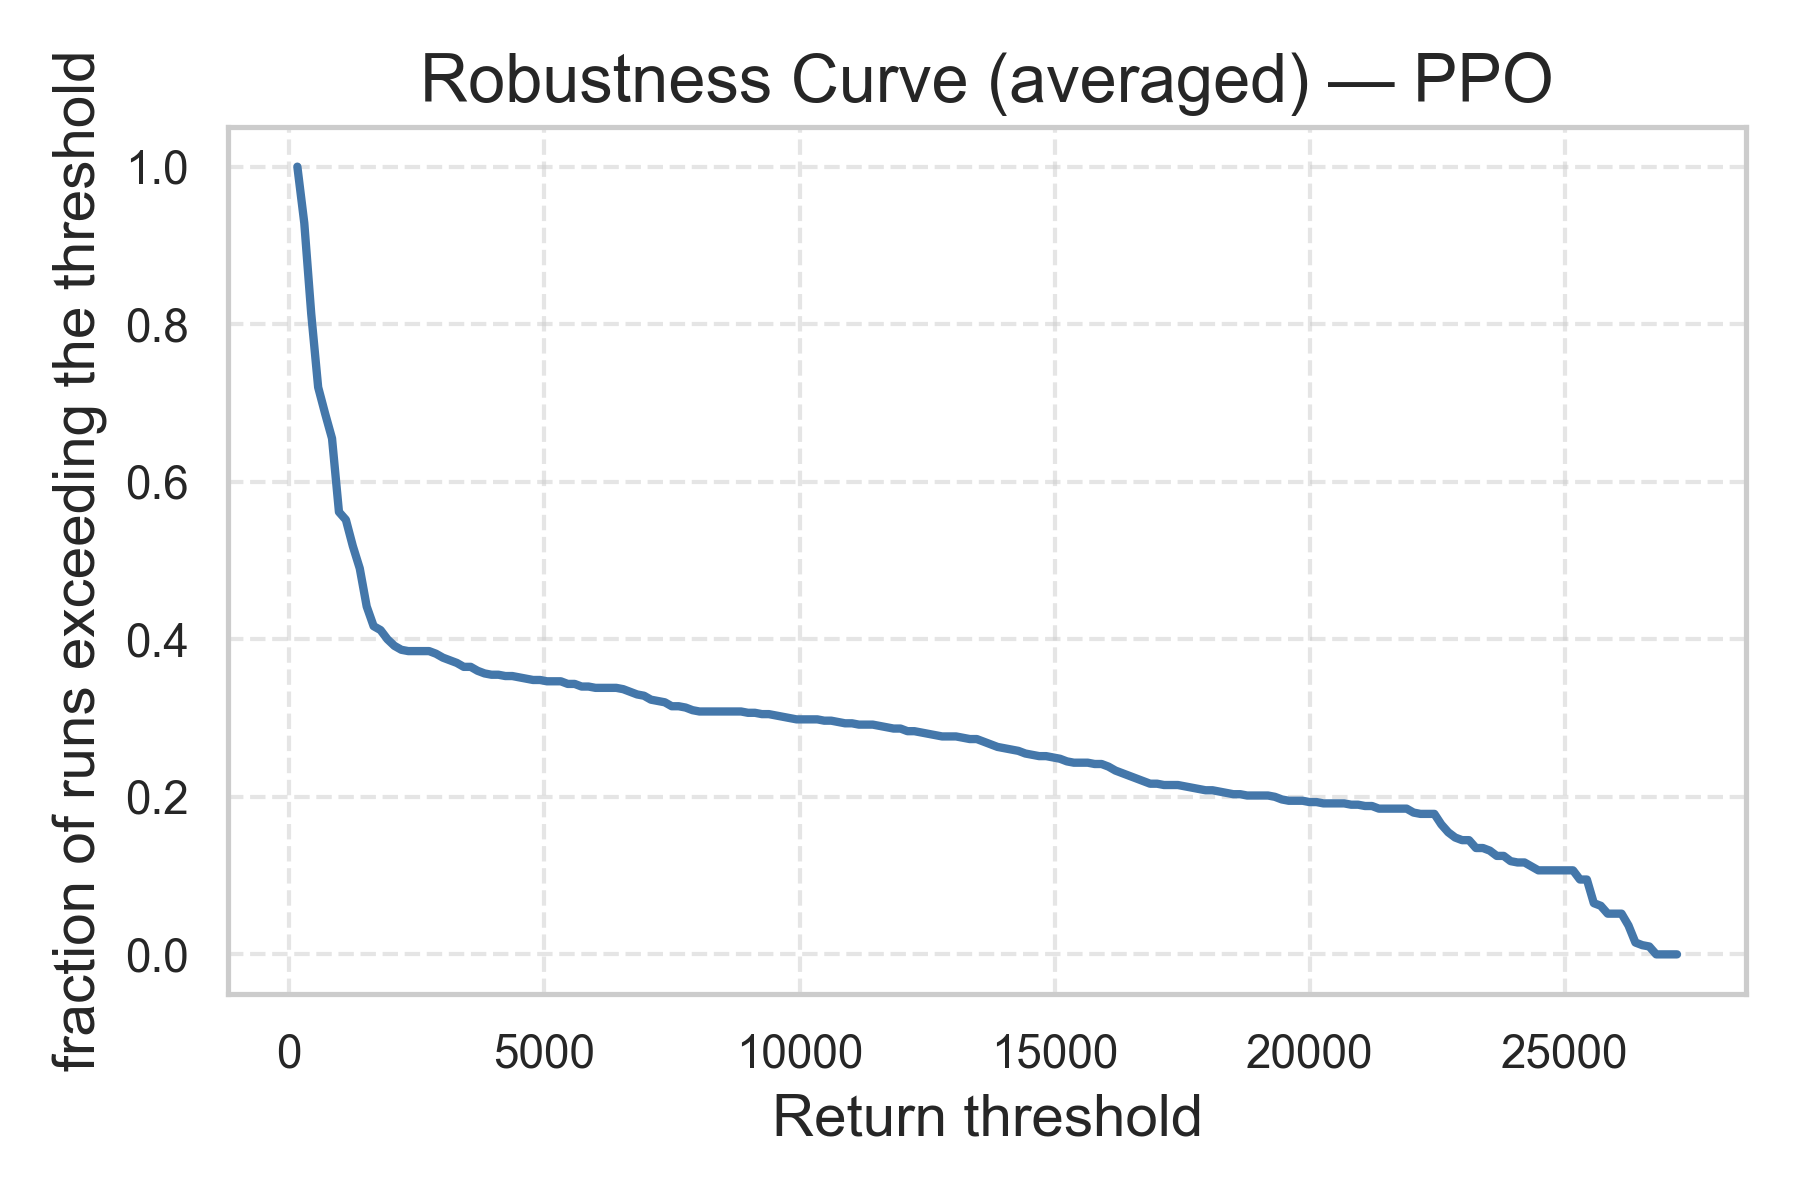 Robustness Curve (averaged) — PPO
fraction of runs exceeding the threshold
1.0
0.8
0.6
0.4
0.2
0.0
0 5000 10000 15000 20000 25000
Return threshold